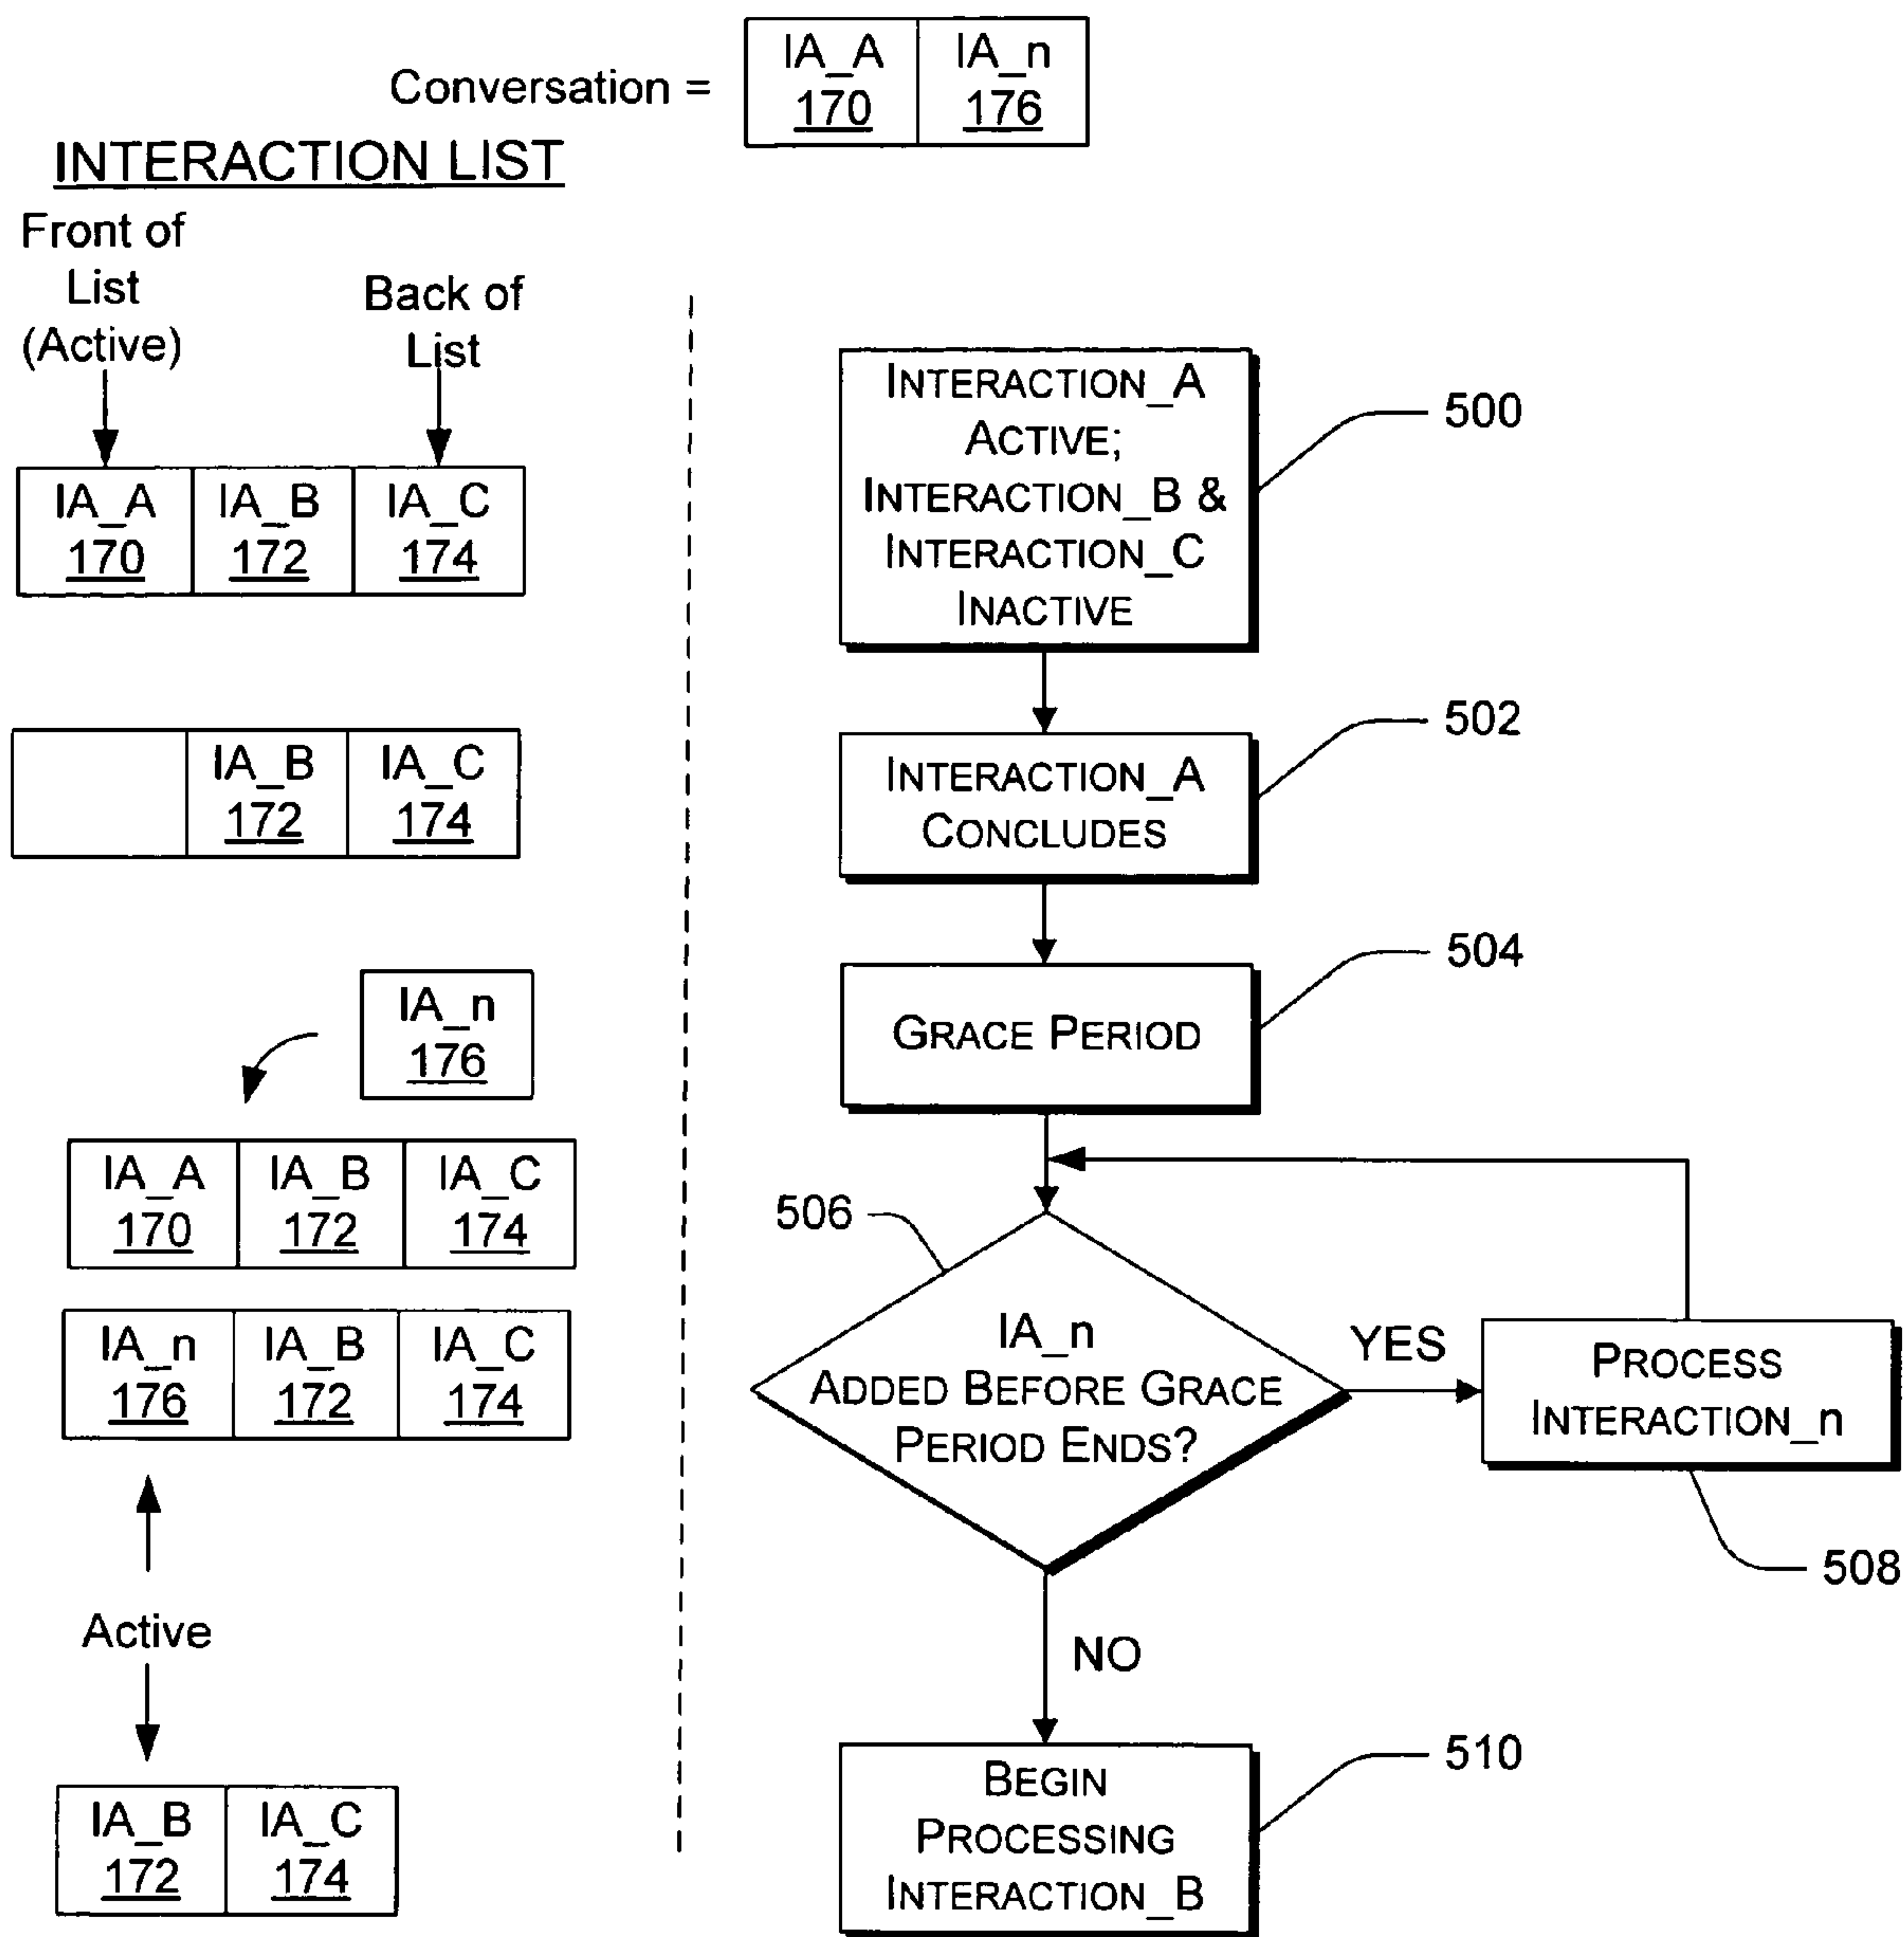 Conversation =
IA_A
170
IA_n
176
INTERACTION LIST
Front of
List
(Active)
Back of
List
IA_A
170
IA_B
172
IA_C
174
IA_B
172
IA_C
174
IA_n
176
IA_A
170
IA_B
172
IA_C
174
IA_n
176
IA_B
172
IA_C
174
Active
IA_B
172
IA_C
174
INTERACTION_A
ACTIVE;
INTERACTION_B &
INTERACTION_C
INACTIVE
500
INTERACTION_A
CONCLUDES
502
GRACE PERIOD
504
506
IA_n
ADDED BEFORE GRACE
PERIOD ENDS?
YES
PROCESS
INTERACTION_n
508
NO
BEGIN
PROCESSING
INTERACTION_B
510